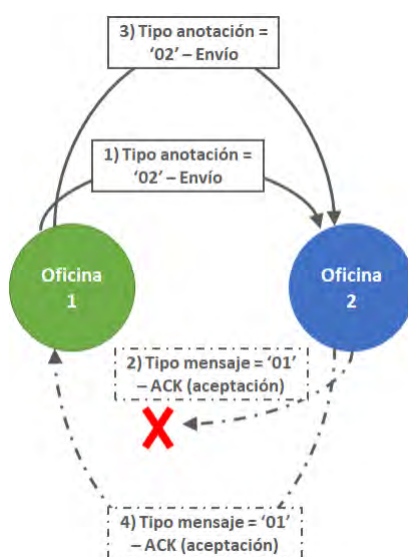 3) Tipo anotación =
‘02’ – Envío
1) Tipo anotación =
‘02’ – Envío
Oficina
1
Oficina
2
2) Tipo mensaje = ‘01’
– ACK (aceptación)
4) Tipo mensaje = ‘01’
– ACK (aceptación)